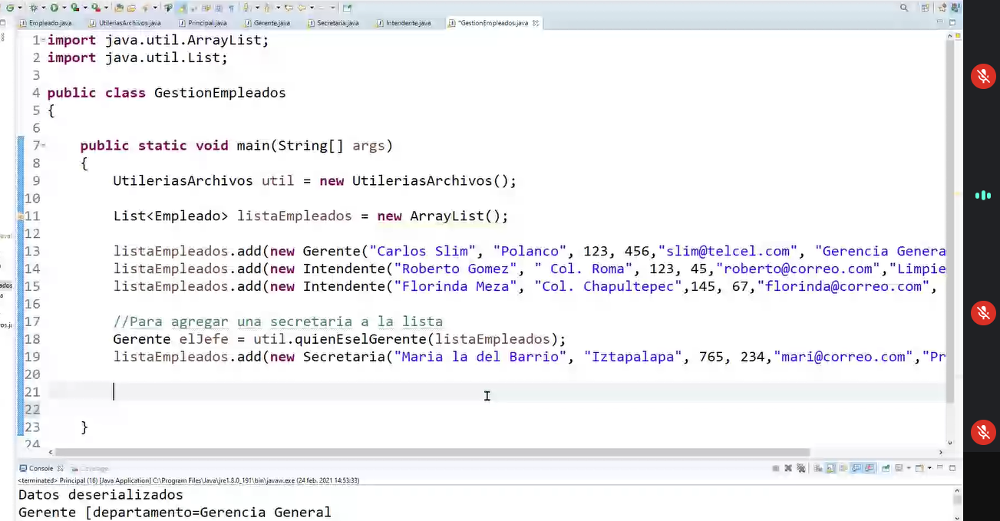 Empleado.java UtileriasArchivos.java Principal.java Gerente.java Secretaria.java Intendente.java *GestionEmpleados.java
1 import java.util.ArrayList;
2 import java.util.List;
3
4 public class GestionEmpleados
5 {
6
7 public static void main(String[] args)
8 {
9 UtileriasArchivos util = new UtileriasArchivos();
10
11 List<Empleado> listaEmpleados = new ArrayList();
12
13 listaEmpleados.add(new Gerente("Carlos Slim", "Polanco", 123, 456,"slim@telcel.com", "Gerencia Genera
14 listaEmpleados.add(new Intendente("Roberto Gomez", " Col. Roma", 123, 45,"roberto@correo.com","Limpie
15 listaEmpleados.add(new Intendente("Florinda Meza", "Col. Chapultepec",145, 67,"florinda@correo.com",
16
17 //Para agregar una secretaria a la lista
18 Gerente elJefe = util.quienEselGerente(listaEmpleados);
19 listaEmpleados.add(new Secretaria("Maria la del Barrio", "Iztapalapa", 765, 234,"mari@correo.com","Pr
20
21
22
23 }
24
Console Coverage
<terminated> Principal (16) [Java Application] C:\Program Files\Java\jre1.8.0_191\bin\javaw.exe (24 feb. 2021 14:53:33)
Datos deserializados
Gerente [departamento=Gerencia General